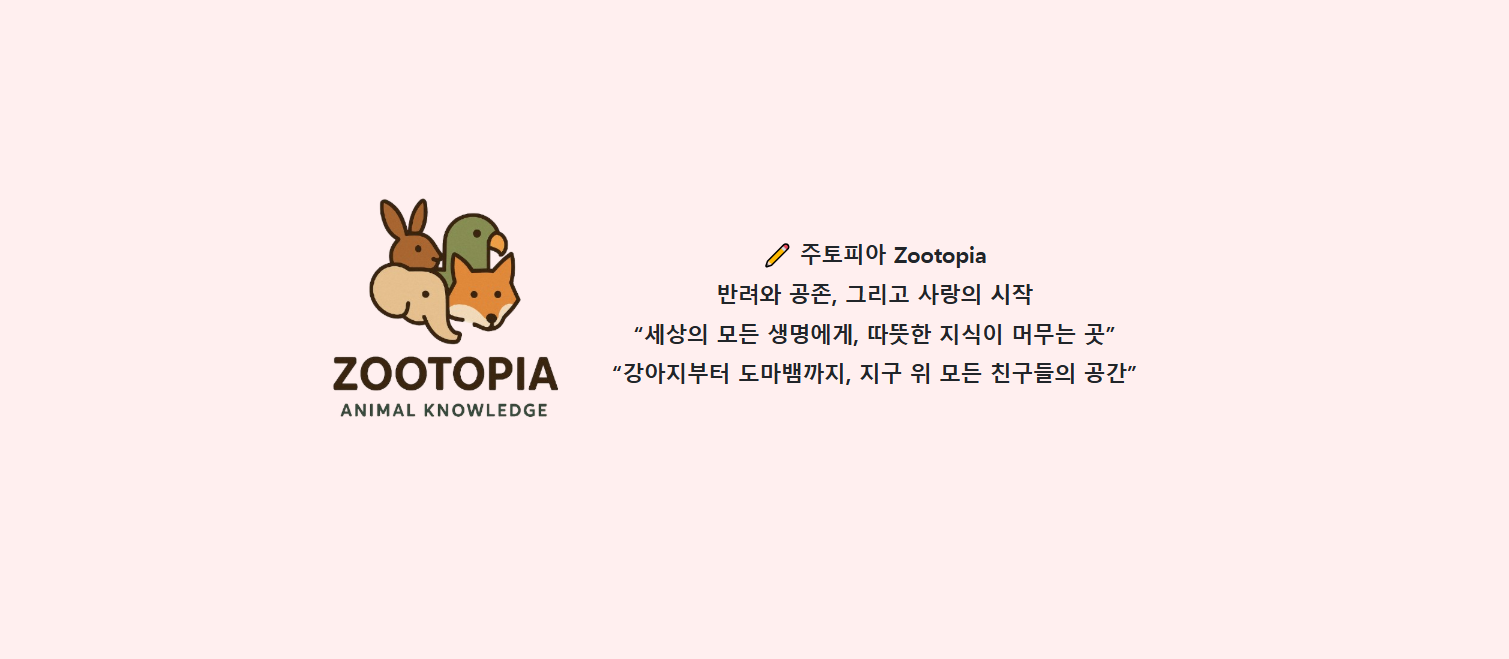 ZOOTOPIA
ANIMAL KNOWLEDGE
✏️ 주토피아 Zootopia
반려와 공존, 그리고 사랑의 시작
“세상의 모든 생명에게, 따뜻한 지식이 머무는 곳”
“강아지부터 도마뱀까지, 지구 위 모든 친구들의 공간”